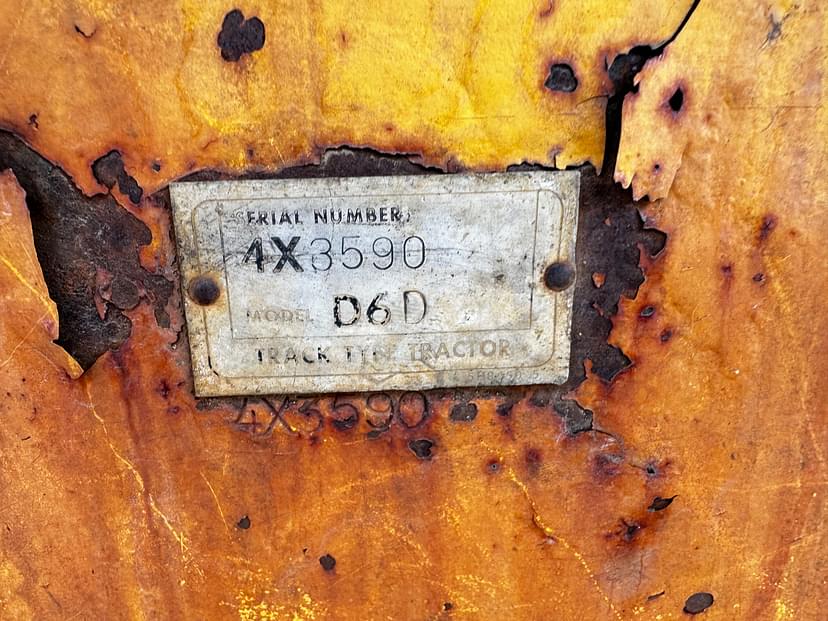 SERIAL NUMBER
4X3590
MODEL D6D
TRACK TYPE TRACTOR
4X3590